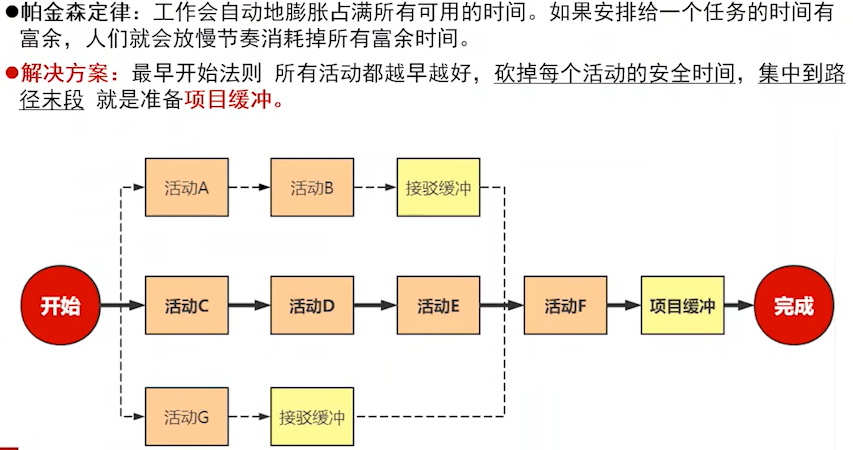 ●帕金森定律：工作会自动地膨胀占满所有可用的时间。如果安排给一个任务的时间有
富余，人们就会放慢节奏消耗掉所有富余时间。
●解决方案：最早开始法则 所有活动都越早越好，砍掉每个活动的安全时间，集中到路
径末段 就是准备项目缓冲。
活动A
活动B
接驳缓冲
开始
活动C
活动D
活动E
活动F
项目缓冲
完成
活动G
接驳缓冲